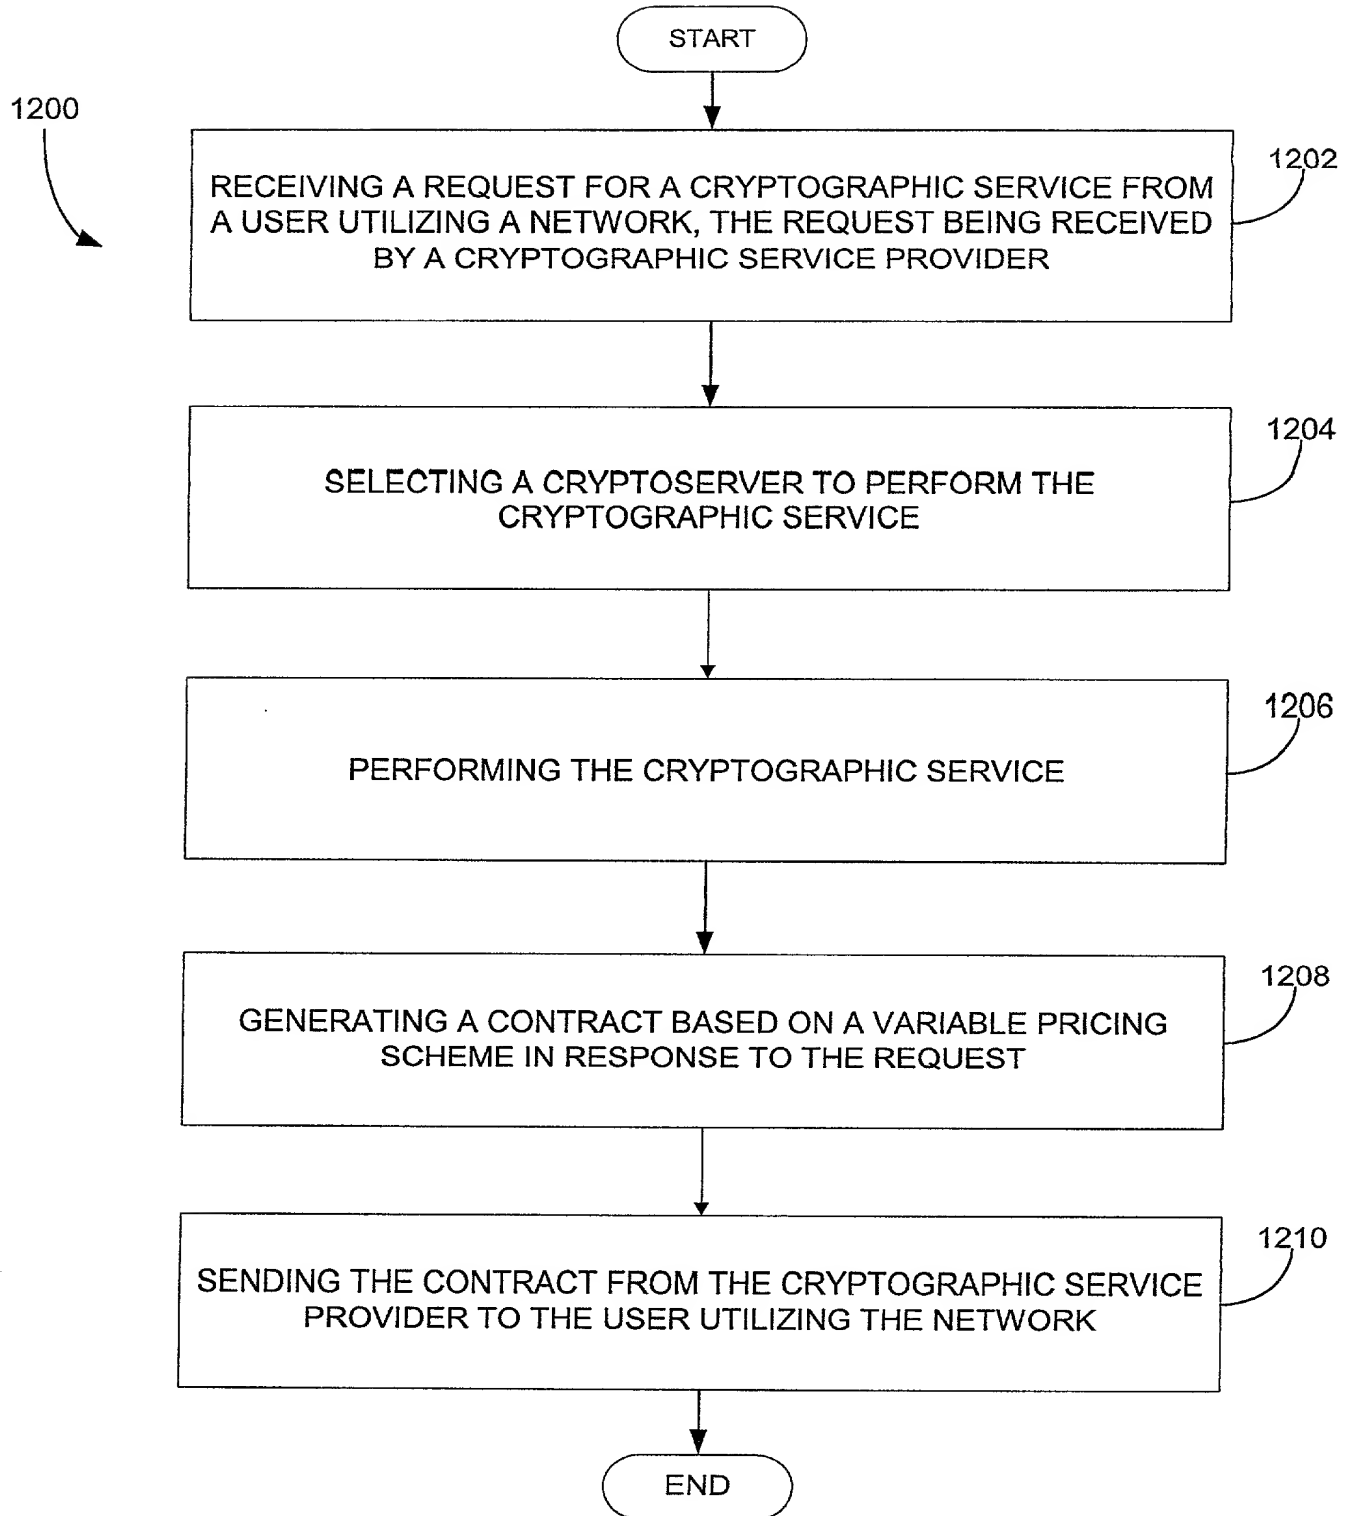 START
1200
1202
RECEIVING A REQUEST FOR A CRYPTOGRAPHIC SERVICE FROM
A USER UTILIZING A NETWORK, THE REQUEST BEING RECEIVED
BY A CRYPTOGRAPHIC SERVICE PROVIDER
1204
SELECTING A CRYPTOSERVER TO PERFORM THE
CRYPTOGRAPHIC SERVICE
1206
PERFORMING THE CRYPTOGRAPHIC SERVICE
1208
GENERATING A CONTRACT BASED ON A VARIABLE PRICING
SCHEME IN RESPONSE TO THE REQUEST
1210
SENDING THE CONTRACT FROM THE CRYPTOGRAPHIC SERVICE
PROVIDER TO THE USER UTILIZING THE NETWORK
END